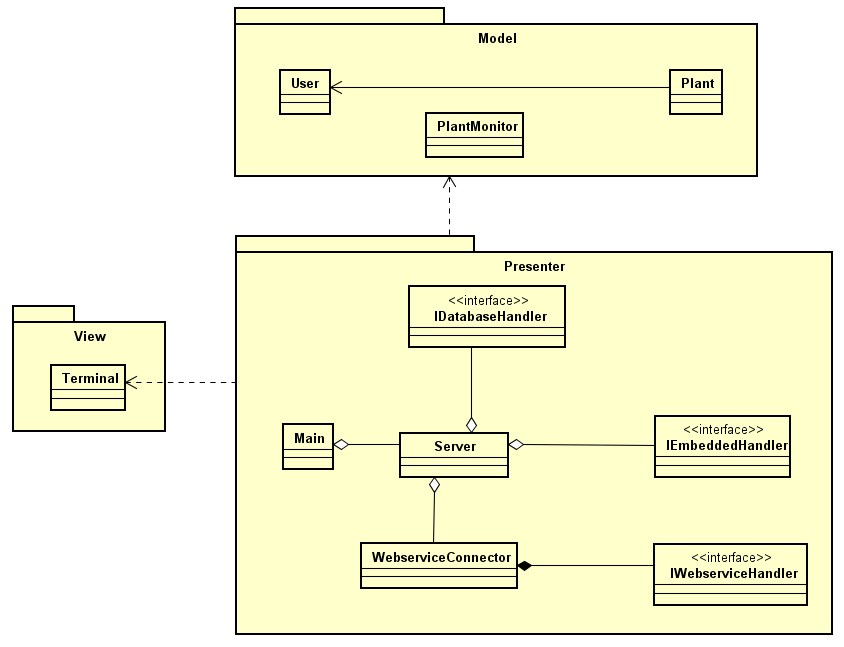 Model
User
Plant
PlantMonitor
Presenter
<<interface>>
IDatabaseHandler
View
Terminal
Main
Server
<<interface>>
IEmbeddedHandler
WebserviceConnector
<<interface>>
IWebserviceHandler